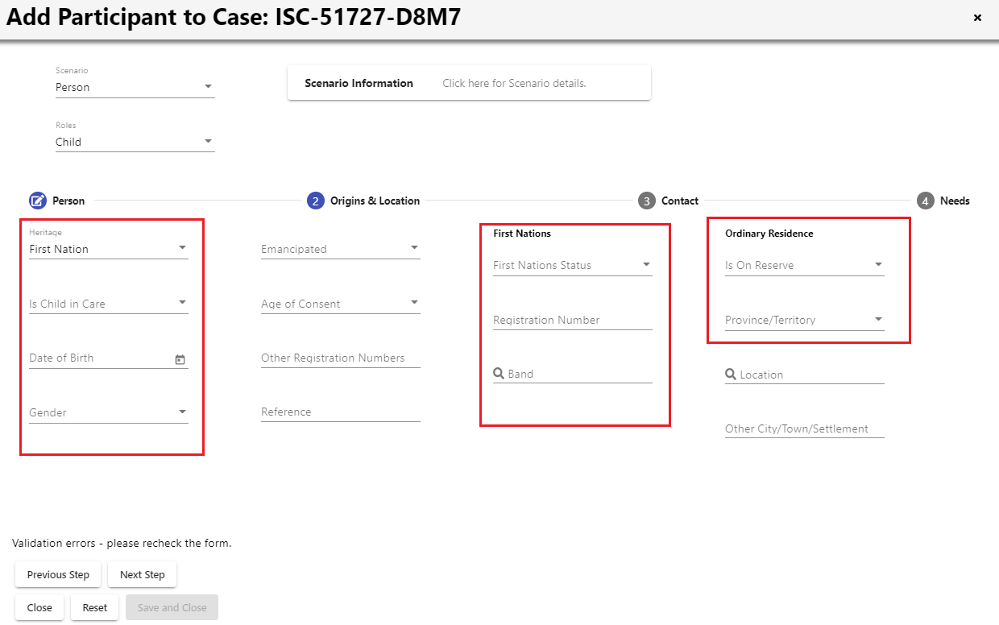 Add Participant to Case: ISC-51727-D8M7
×
Scenario
Person
Scenario Information Click here for Scenario details.
Roles
Child
Person
2 Origins & Location
3 Contact
4 Needs
Heritage
First Nation
Is Child in Care
Date of Birth
Gender
Emancipated
Age of Consent
Other Registration Numbers
Reference
First Nations
First Nations Status
Registration Number
Band
Ordinary Residence
Is On Reserve
Province/Territory
Location
Other City/Town/Settlement
Validation errors - please recheck the form.
Previous Step Next Step
Close Reset Save and Close